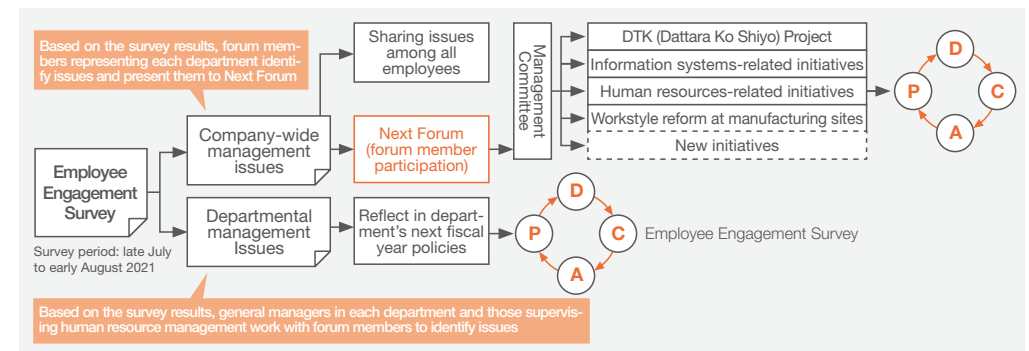 Based on the survey results, forum mem-
bers representing each department identi-
fy issues and present them to Next Forum
Sharing issues
among all
employees
Management
Committee
DTK (Dattara Ko Shiyo) Project
Information systems-related initiatives
Human resources-related initiatives
Workstyle reform at manufacturing sites
New initiatives
P
D
C
A
Company-wide
management
issues
Next Forum
(forum member
participation)
Employee
Engagement
Survey
Survey period: late July
to early August 2021
Departmental
management
Issues
Reflect in depart-
ment's next fiscal
year policies
P
D
C
A
Employee Engagement Survey
Based on the survey results, general managers in each department and those supervis-
ing human resource management work with forum members to identify issues